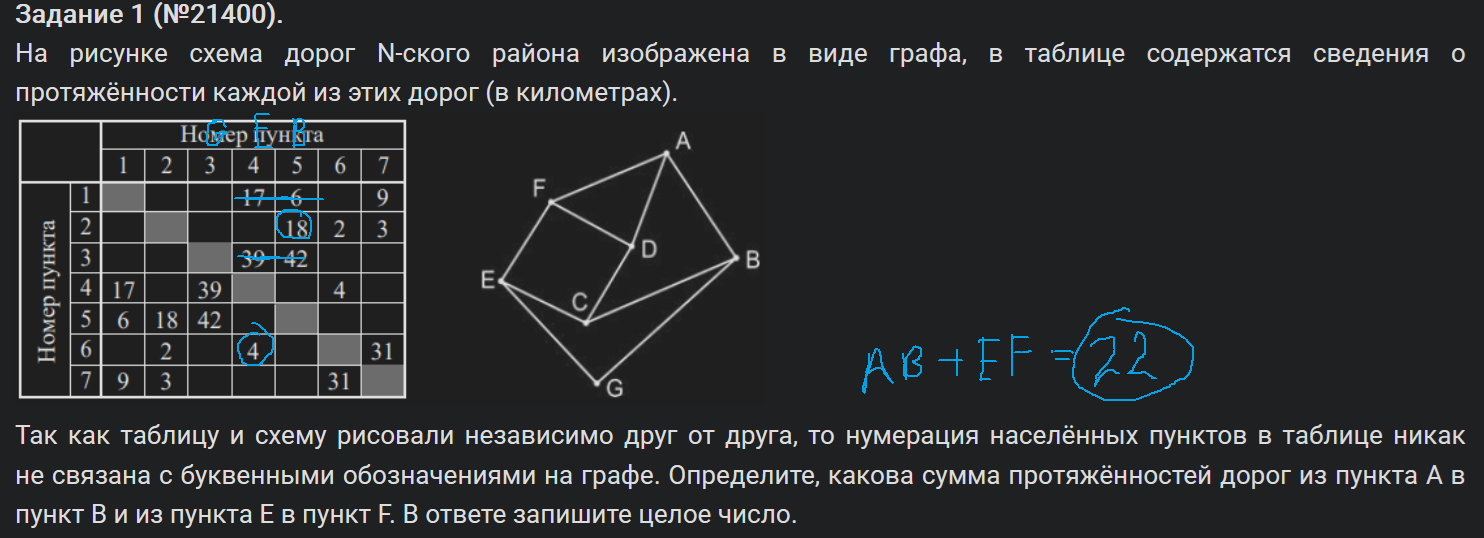 Задание 1 (№21400).
На рисунке схема дорог N-ского района изображена в виде графа, в таблице содержатся сведения о
протяжённости каждой из этих дорог (в километрах).
G E B
Номер пункта
1 2 3 4 5 6 7
Номер пункта
1 17 6 9
2 18 2 3
3 39 42
4 17 39 4
5 6 18 42
6 2 4 31
7 9 3 31
A
F
D
B
E
C
G
AB + EF = 22
Так как таблицу и схему рисовали независимо друг от друга, то нумерация населённых пунктов в таблице никак
не связана с буквенными обозначениями на графе. Определите, какова сумма протяжённостей дорог из пункта A в
пункт B и из пункта E в пункт F. В ответе запишите целое число.